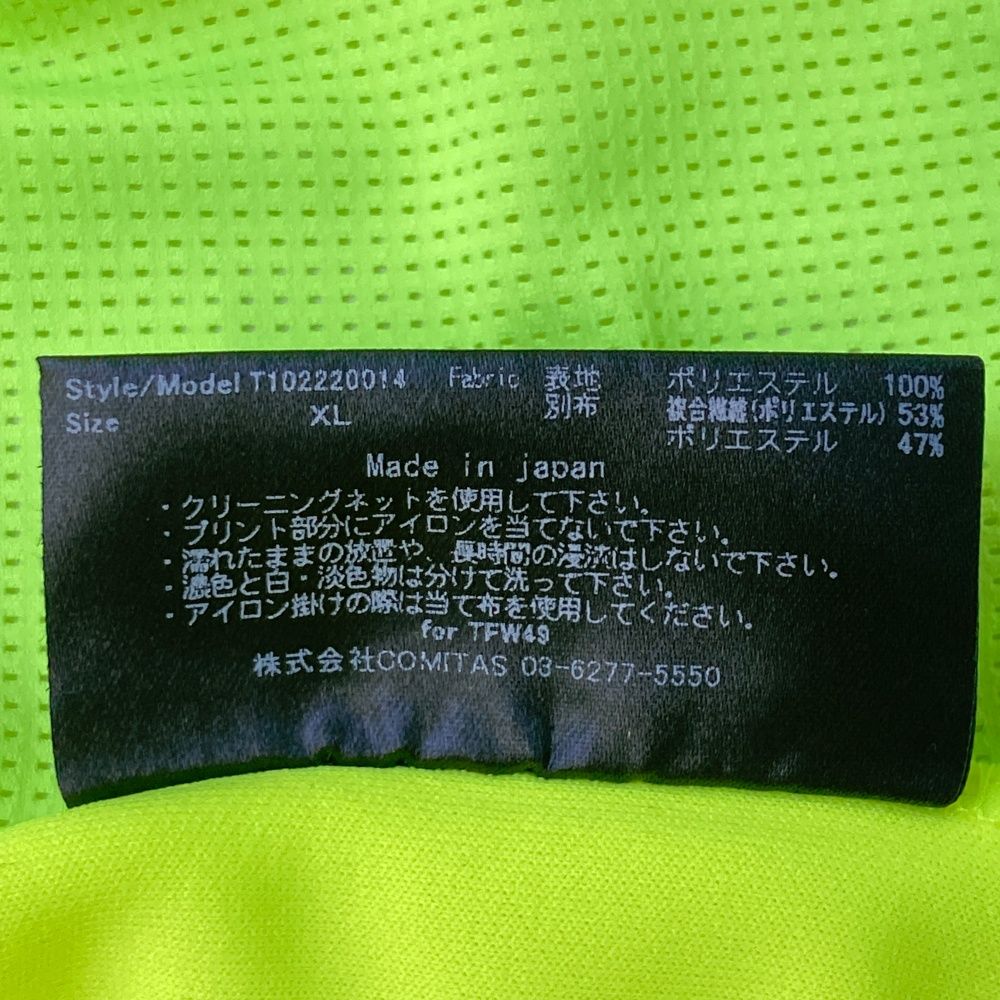 Style/Model T102220014 Fabric 表地 ポリエステル 100%
Size XL 別布 複合繊維(ポリエステル) 53%
ポリエステル 47%
Made in japan
・クリーニングネットを使用して下さい。
・プリント部分にアイロンを当てないで下さい。
・濡れたままの放置や、長時間の浸漬はしないで下さい。
・濃色と白・淡色物は分けて洗って下さい。
・アイロン掛けの際は当て布を使用してください。
for TFW49
株式会社COMITAS 03-6277-5550